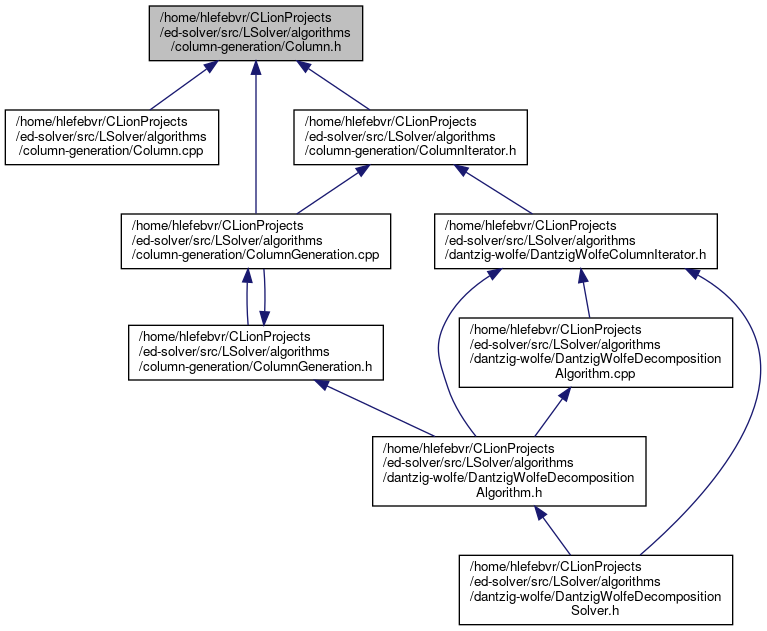 /home/hlefebvr/CLionProjects
/ed-solver/src/LSolver/algorithms
/column-generation/Column.h
/home/hlefebvr/CLionProjects
/ed-solver/src/LSolver/algorithms
/column-generation/Column.cpp
/home/hlefebvr/CLionProjects
/ed-solver/src/LSolver/algorithms
/column-generation/ColumnIterator.h
/home/hlefebvr/CLionProjects
/ed-solver/src/LSolver/algorithms
/column-generation/ColumnGeneration.cpp
/home/hlefebvr/CLionProjects
/ed-solver/src/LSolver/algorithms
/dantzig-wolfe/DantzigWolfeColumnIterator.h
/home/hlefebvr/CLionProjects
/ed-solver/src/LSolver/algorithms
/column-generation/ColumnGeneration.h
/home/hlefebvr/CLionProjects
/ed-solver/src/LSolver/algorithms
/dantzig-wolfe/DantzigWolfeDecomposition
Algorithm.cpp
/home/hlefebvr/CLionProjects
/ed-solver/src/LSolver/algorithms
/dantzig-wolfe/DantzigWolfeDecomposition
Algorithm.h
/home/hlefebvr/CLionProjects
/ed-solver/src/LSolver/algorithms
/dantzig-wolfe/DantzigWolfeDecomposition
Solver.h